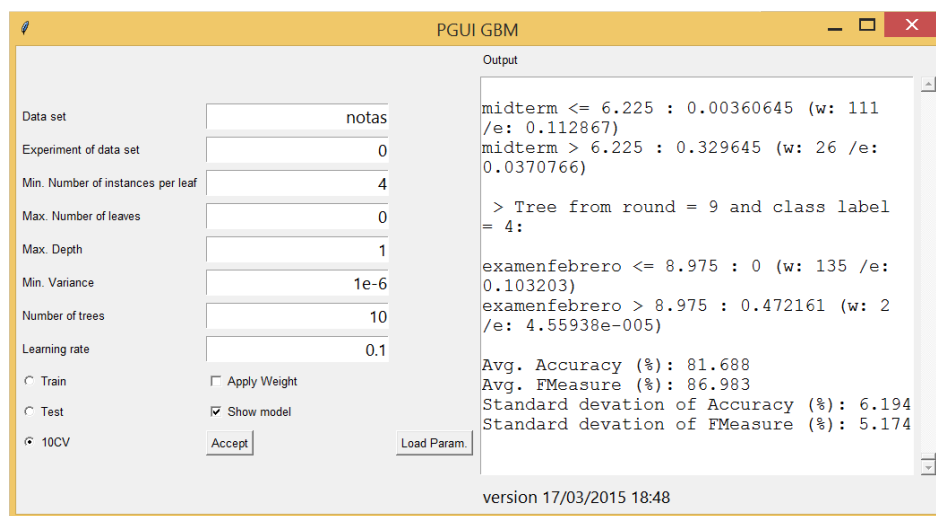 PGUI GBM
Output
Data set notas
Experiment of data set 0
Min. Number of instances per leaf 4
Max. Number of leaves 0
Max. Depth 1
Min. Variance 1e-6
Number of trees 10
Learning rate 0.1
Train Apply Weight
Test Show model
10CV Accept Load Param.
midterm <= 6.225 : 0.00360645 (w: 111
/e: 0.112867)
midterm > 6.225 : 0.329645 (w: 26 /e:
0.0370766)
> Tree from round = 9 and class label
= 4:
examenfebrero <= 8.975 : 0 (w: 135 /e:
0.103203)
examenfebrero > 8.975 : 0.472161 (w: 2
/e: 4.55938e-005)
Avg. Accuracy (%): 81.688
Avg. FMeasure (%): 86.983
Standard devation of Accuracy (%): 6.194
Standard devation of FMeasure (%): 5.174
version 17/03/2015 18:48